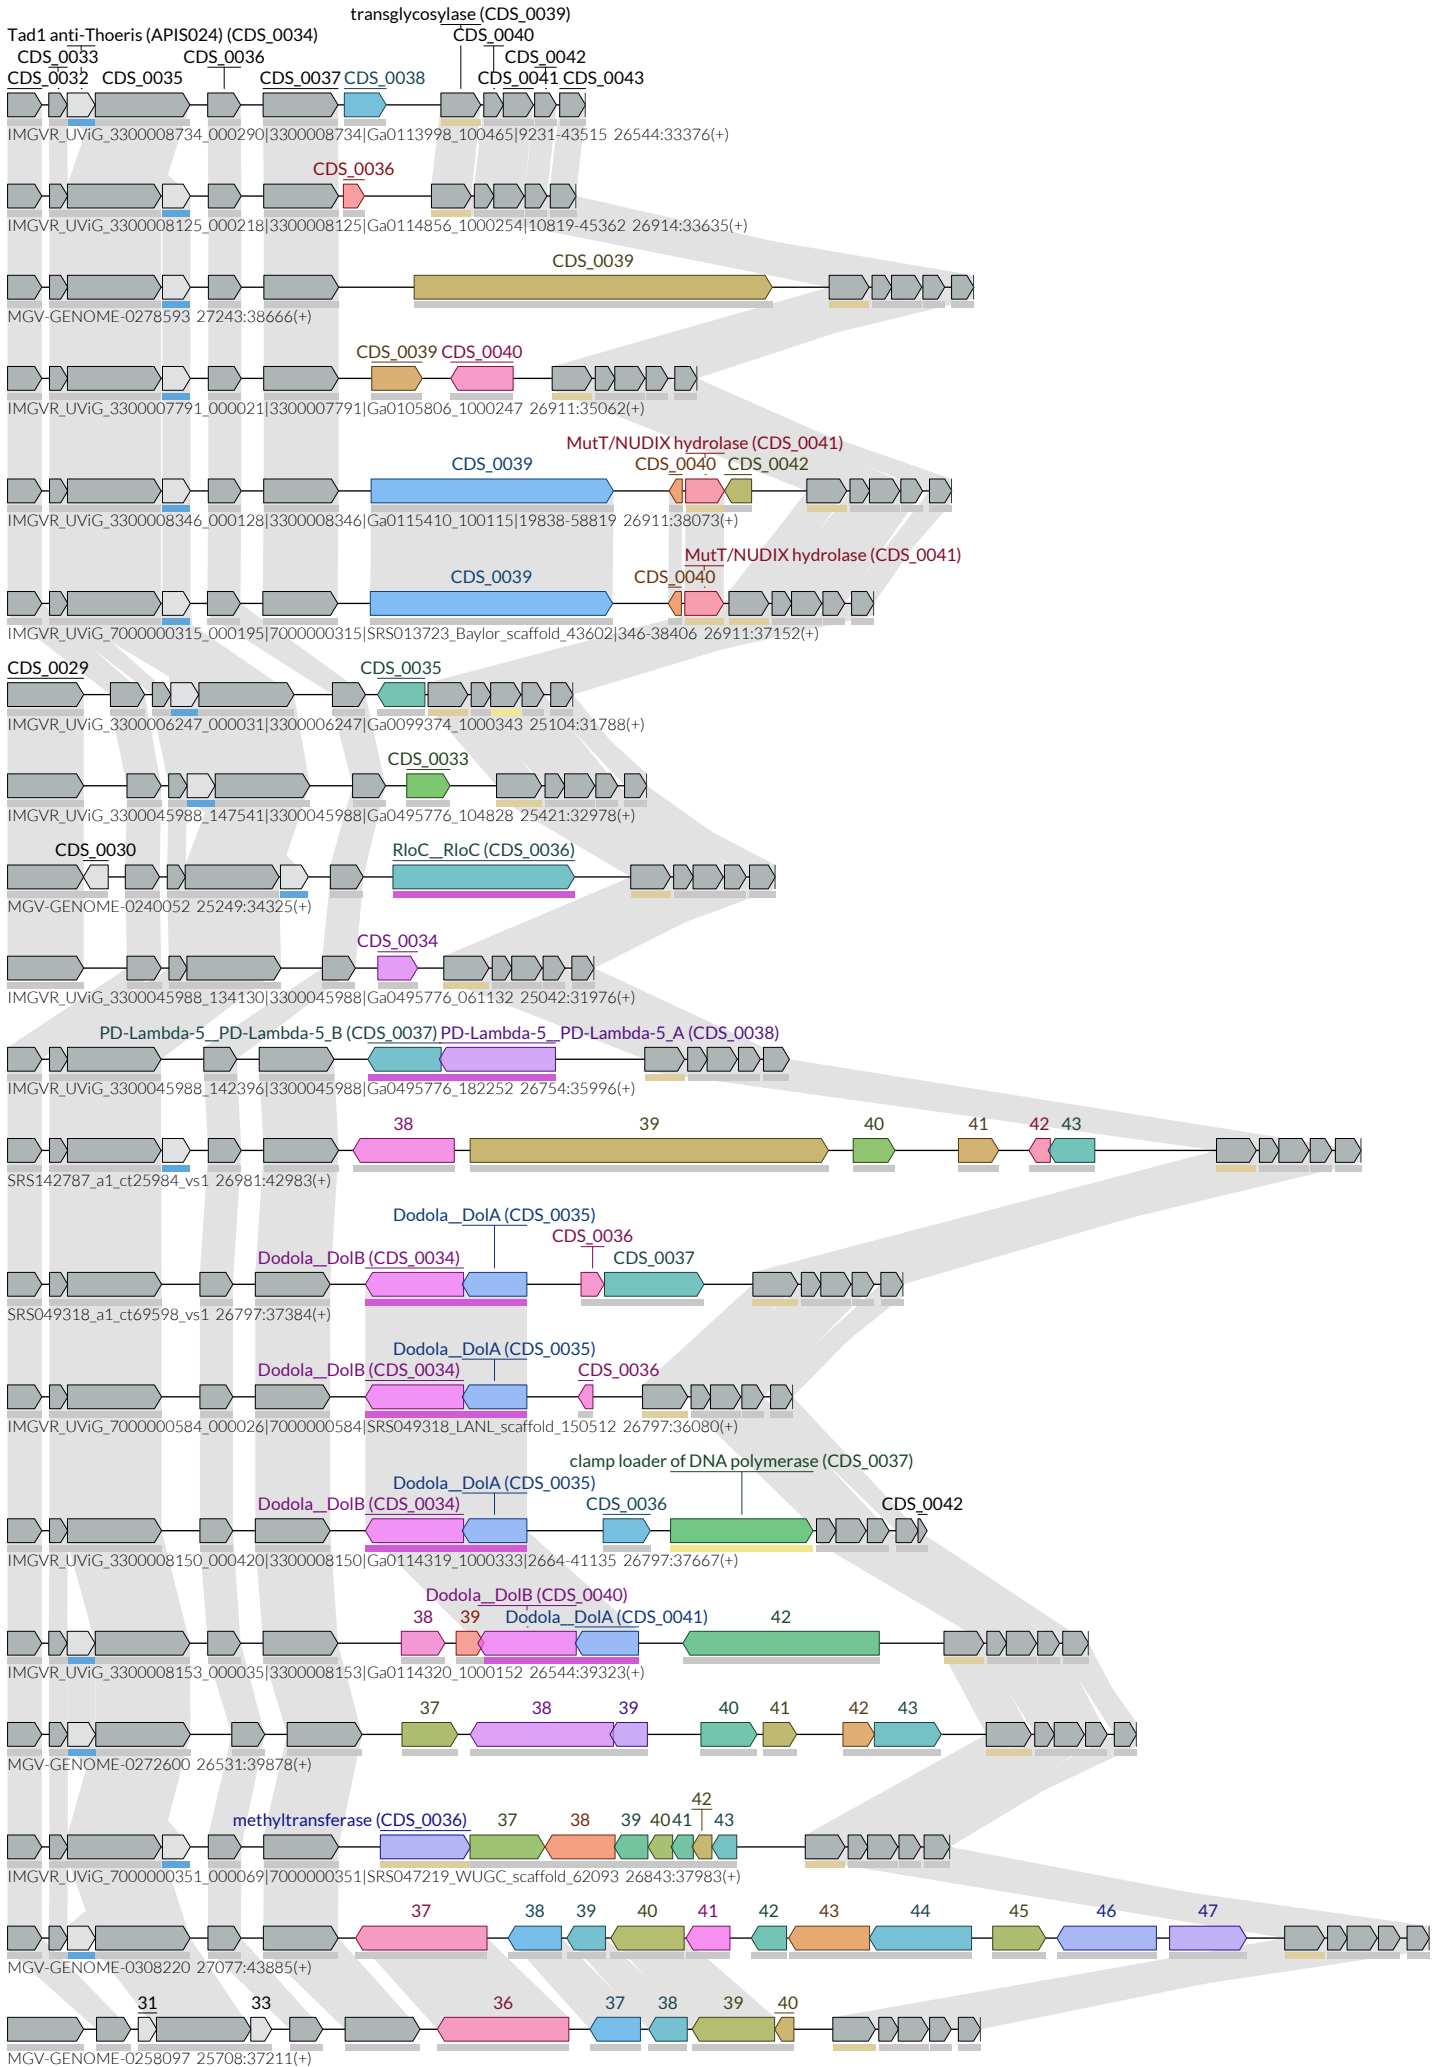 transglycosylase (CDS_0039)
Tad1 anti-Thoeris (APIS024) (CDS_0034) CDS_0040
CDS_0033 CDS_0036 CDS_0042
CDS_0032 CDS_0035 CDS_0037 CDS_0038 CDS_0041 CDS_0043
IMGVR_UViG_3300008734_000290|3300008734|Ga0113998_100465|9231-43515 26544:33376(+)
CDS_0036
IMGVR_UViG_3300008125_000218|3300008125|Ga0114856_1000254|10819-45362 26914:33635(+)
CDS_0039
MGV-GENOME-0278593 27243:38666(+)
CDS_0039 CDS_0040
IMGVR_UViG_3300007791_000021|3300007791|Ga0105806_1000247 26911:35062(+)
MutT/NUDIX hydrolase (CDS_0041)
CDS_0039 CDS_0040 CDS_0042
IMGVR_UViG_3300008346_000128|3300008346|Ga0115410_100115|19838-58819 26911:38073(+)
MutT/NUDIX hydrolase (CDS_0041)
CDS_0039 CDS_0040
IMGVR_UViG_7000000315_000195|7000000315|SRS013723_Baylor_scaffold_43602|346-38406 26911:37152(+)
CDS_0029 CDS_0035
IMGVR_UViG_3300006247_000031|3300006247|Ga0099374_1000343 25104:31788(+)
CDS_0033
IMGVR_UViG_3300045988_147541|3300045988|Ga0495776_104828 25421:32978(+)
CDS_0030 RloC__RloC (CDS_0036)
MGV-GENOME-0240052 25249:34325(+)
CDS_0034
IMGVR_UViG_3300045988_134130|3300045988|Ga0495776_061132 25042:31976(+)
PD-Lambda-5__PD-Lambda-5_B (CDS_0037) PD-Lambda-5__PD-Lambda-5_A (CDS_0038)
IMGVR_UViG_3300045988_142396|3300045988|Ga0495776_182252 26754:35996(+)
38 39 40 41 42 43
SRS142787_a1_ct25984_vs1 26981:42983(+)
Dodola__DolA (CDS_0035)
CDS_0036
Dodola__DolB (CDS_0034) CDS_0037
SRS049318_a1_ct69598_vs1 26797:37384(+)
Dodola__DolA (CDS_0035)
Dodola__DolB (CDS_0034) CDS_0036
IMGVR_UViG_7000000584_000026|7000000584|SRS049318_LANL_scaffold_150512 26797:36080(+)
clamp loader of DNA polymerase (CDS_0037)
Dodola__DolA (CDS_0035)
Dodola__DolB (CDS_0034) CDS_0036 CDS_0042
IMGVR_UViG_3300008150_000420|3300008150|Ga0114319_1000333|2664-41135 26797:37667(+)
Dodola__DolB (CDS_0040)
38 39 Dodola__DolA (CDS_0041) 42
IMGVR_UViG_3300008153_000035|3300008153|Ga0114320_1000152 26544:39323(+)
37 38 39 40 41 42 43
MGV-GENOME-0272600 26531:39878(+)
42
methyltransferase (CDS_0036) 37 38 39 40 41 43
IMGVR_UViG_7000000351_000069|7000000351|SRS047219_WUGC_scaffold_62093 26843:37983(+)
37 38 39 40 41 42 43 44 45 46 47
MGV-GENOME-0308220 27077:43885(+)
31 33 36 37 38 39 40
MGV-GENOME-0258097 25708:37211(+)